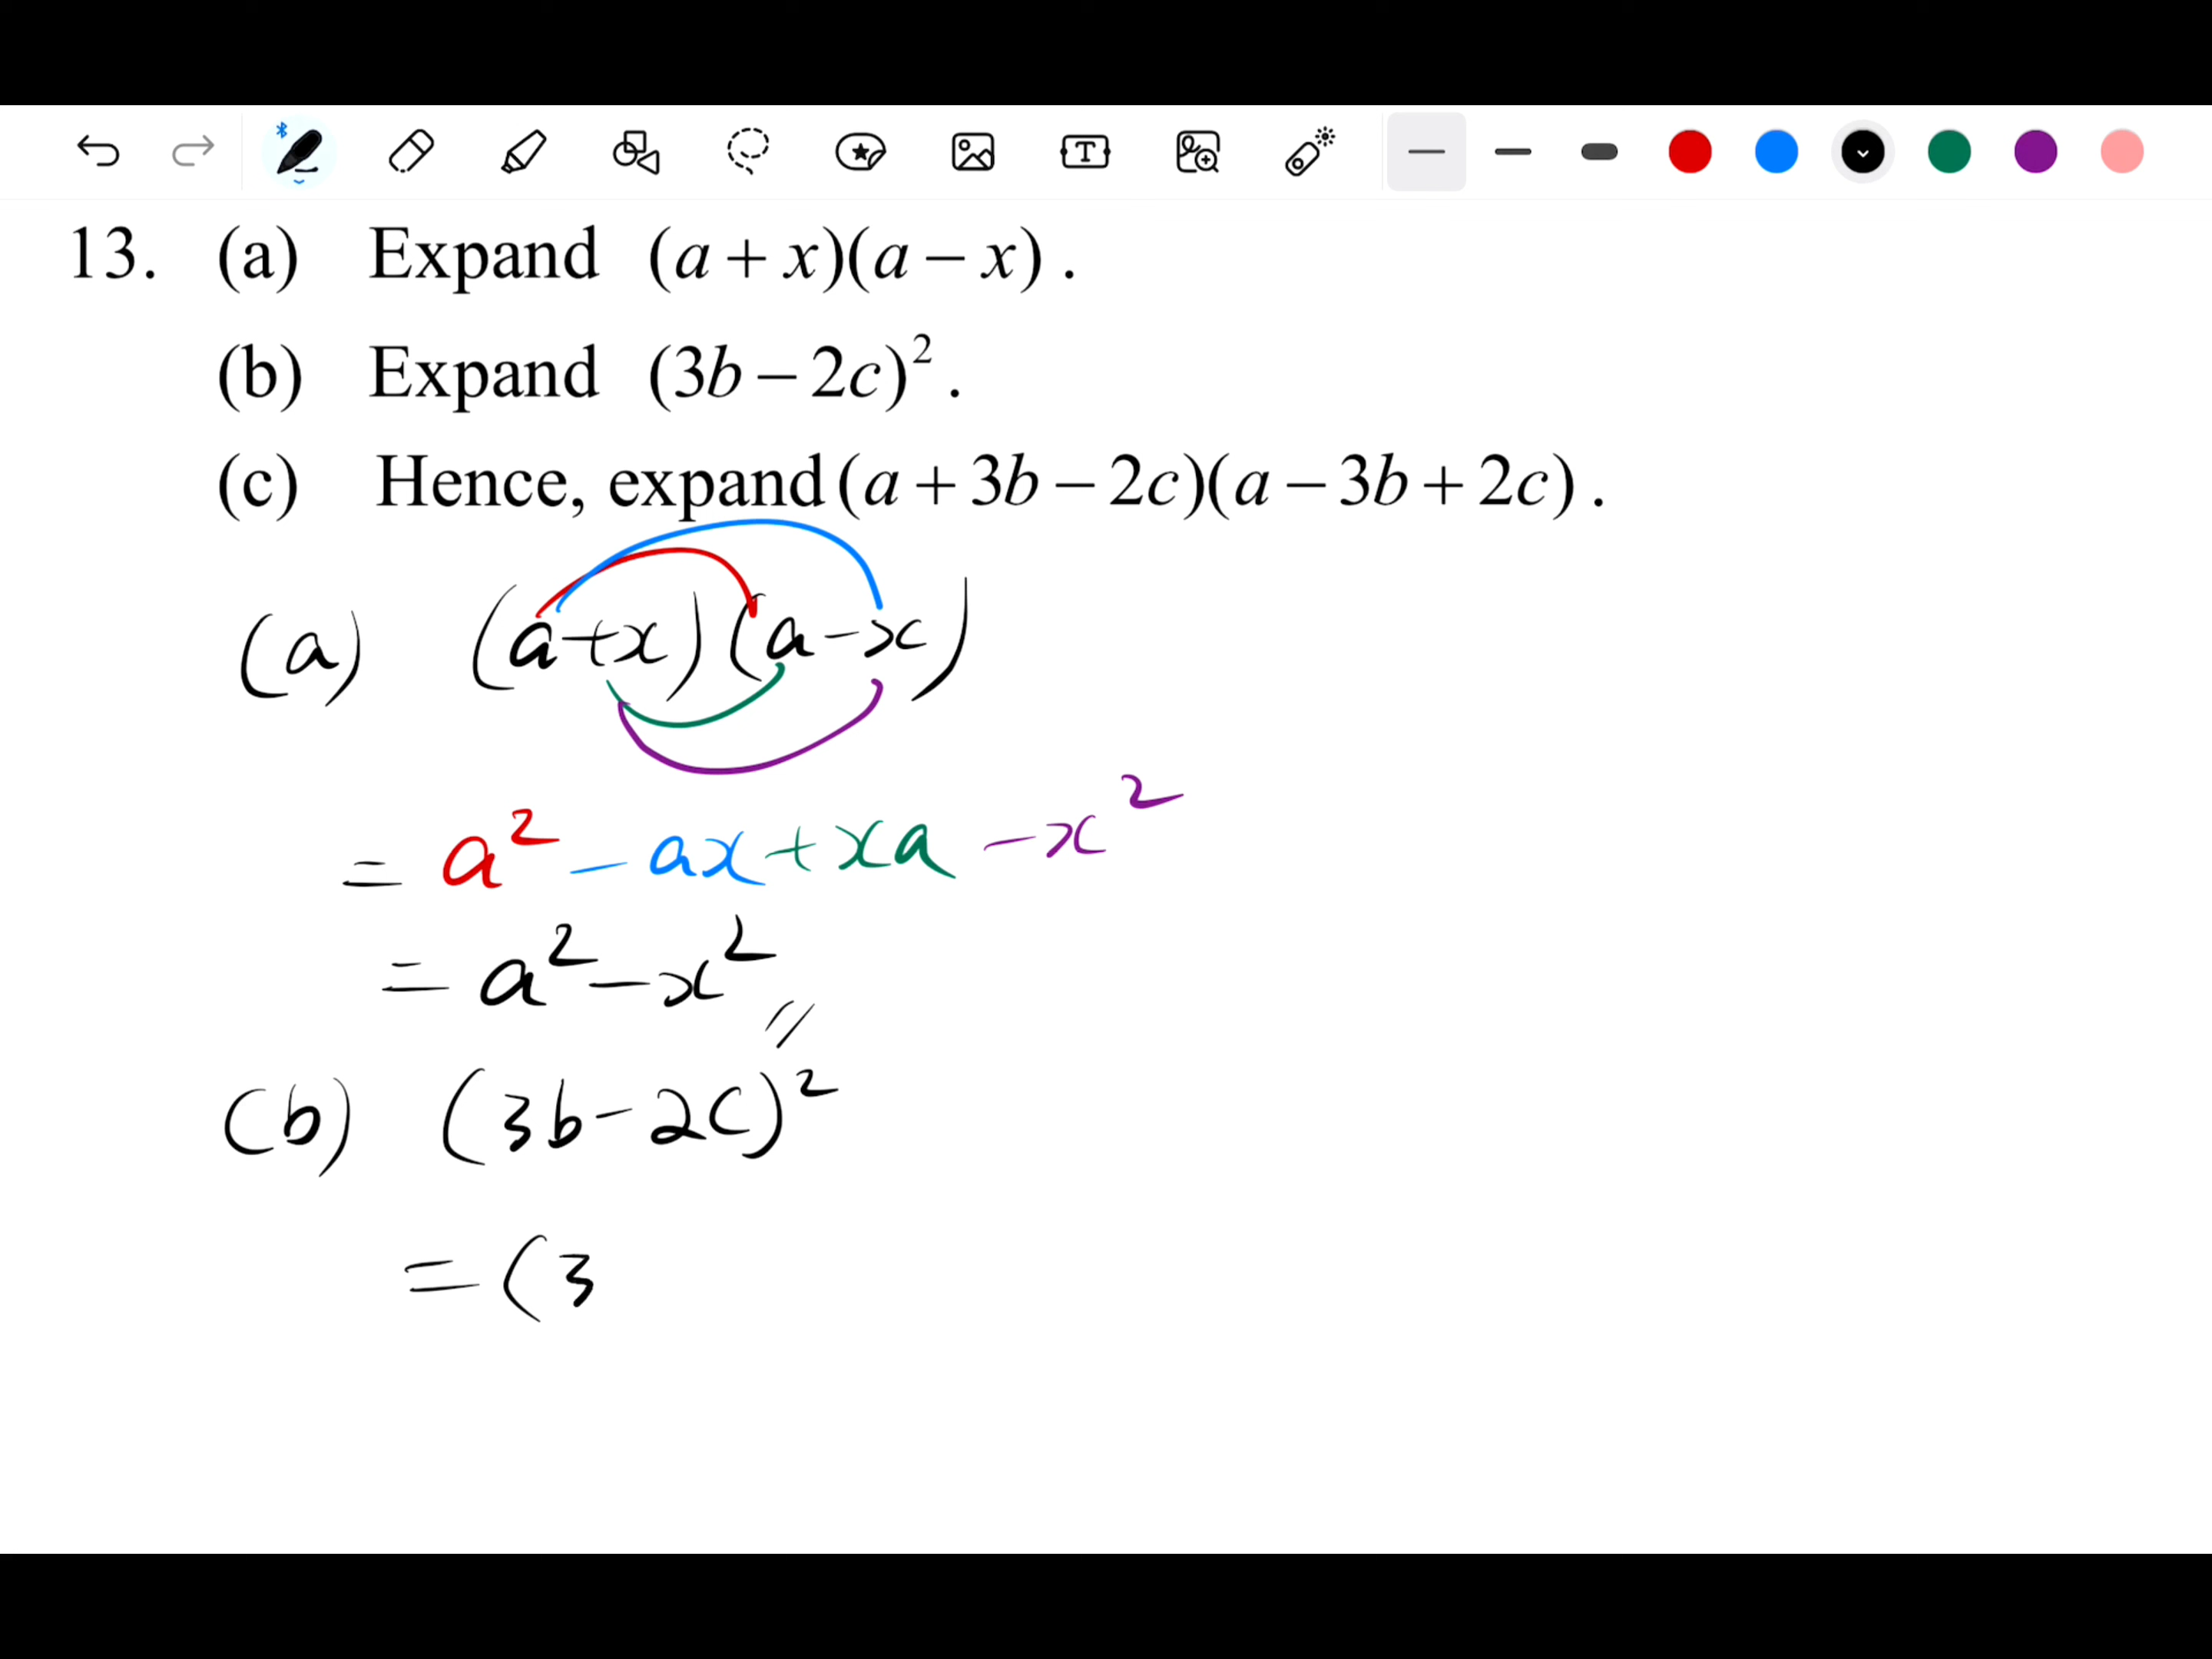 13. (a) Expand (a + x)(a − x) .
(b) Expand (3b − 2c)² .
(c) Hence, expand (a + 3b − 2c)(a − 3b + 2c) .
(a) (a+x)(a−x)
= a² − ax + xa − x²
= a² − x² //
(b) (3b−2c)²
= (3